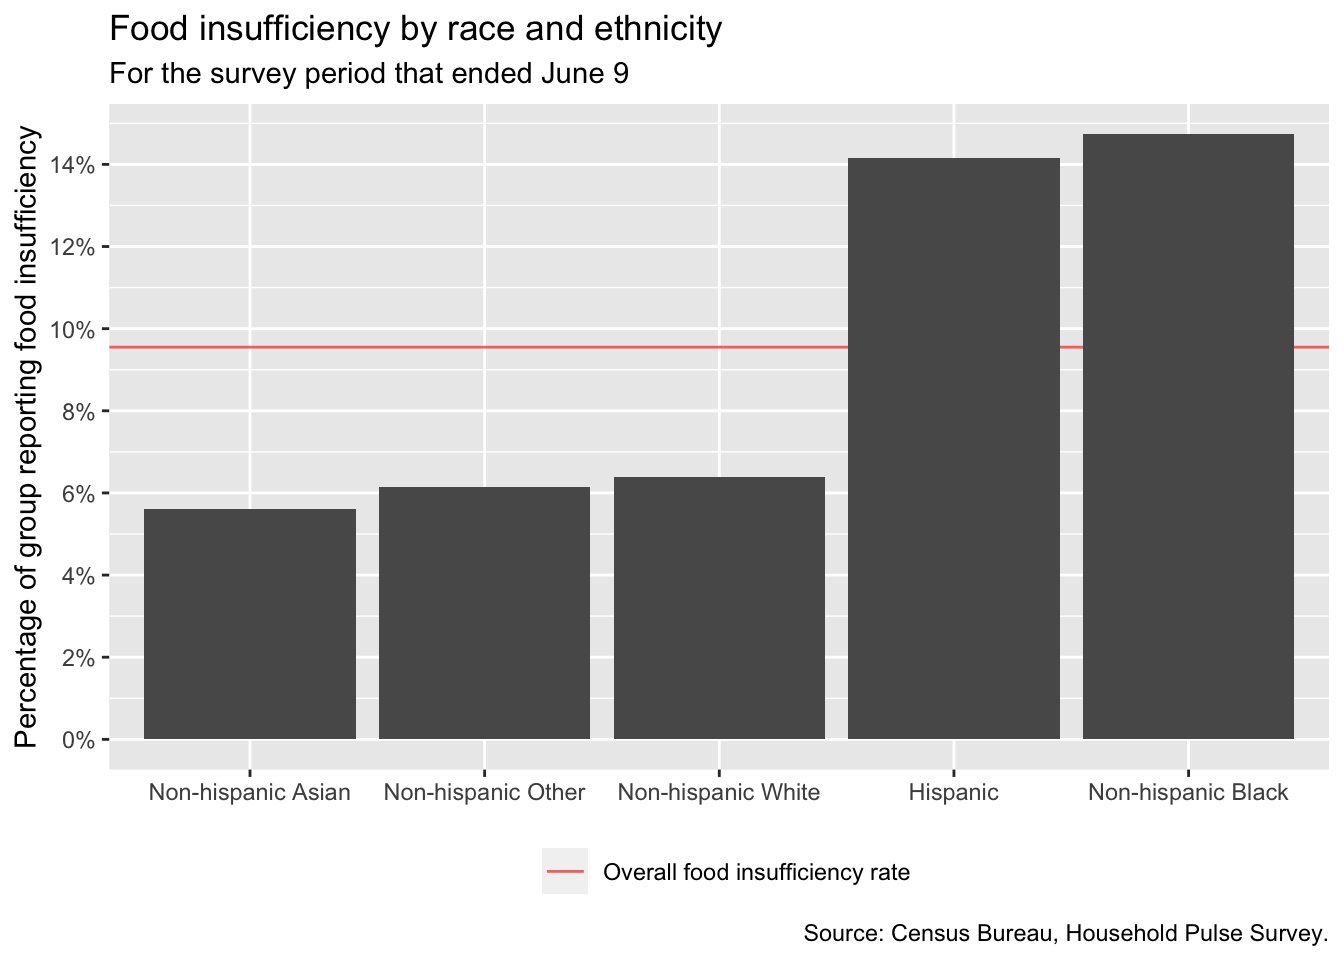 Food insufficiency by race and ethnicity
For the survey period that ended June 9
Percentage of group reporting food insufficiency
14%
12%
10%
8%
6%
4%
2%
0%
Non-hispanic Asian
Non-hispanic Other
Non-hispanic White
Hispanic
Non-hispanic Black
Overall food insufficiency rate
Source: Census Bureau, Household Pulse Survey.